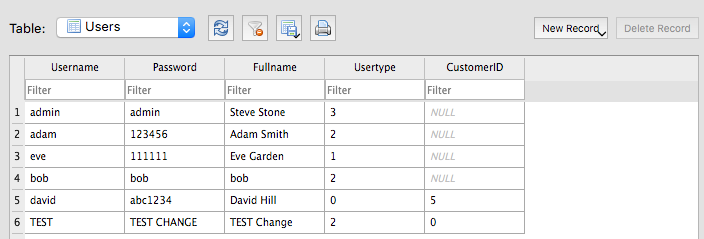 Table: Users New Record Delete Record
Username Password Fullname Usertype CustomerID
Filter Filter Filter Filter Filter
1 admin admin Steve Stone 3 NULL
2 adam 123456 Adam Smith 2 NULL
3 eve 111111 Eve Garden 1 NULL
4 bob bob bob 2 NULL
5 david abc1234 David Hill 0 5
6 TEST TEST CHANGE TEST Change 2 0